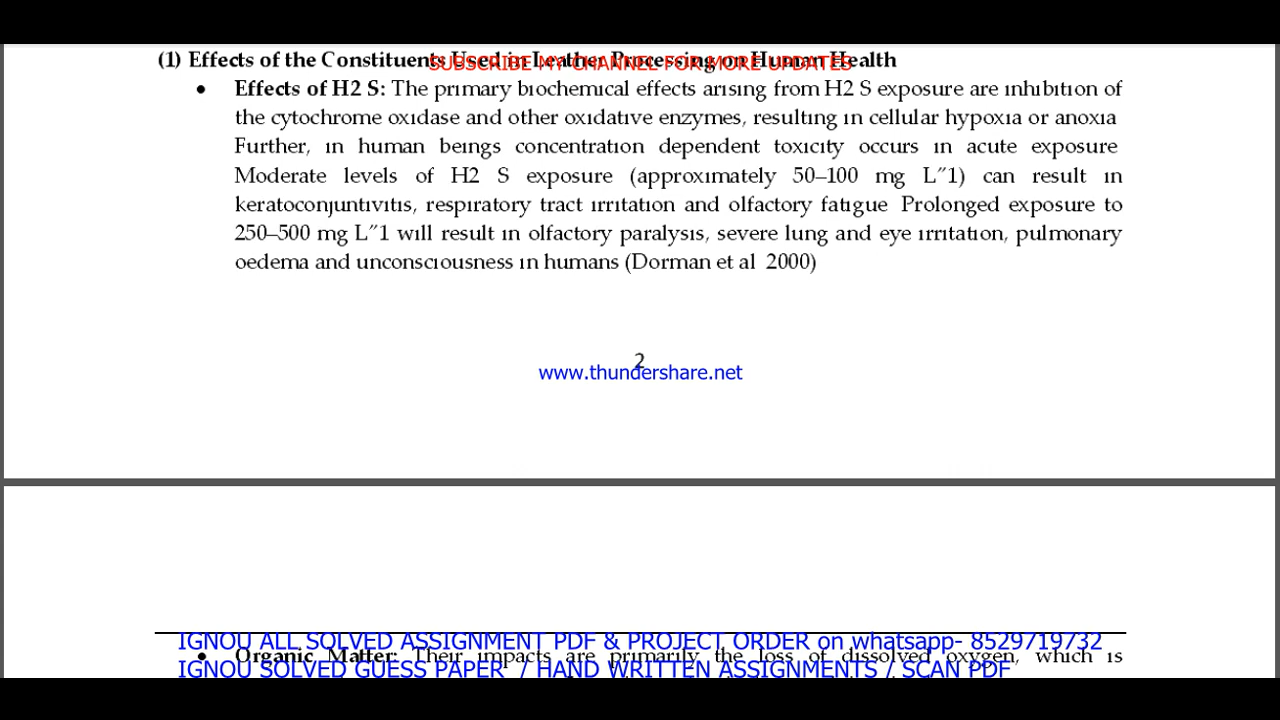 (1) Effects of the Constituents Used in Leather Processing on Human Health
SUBSCRIBE MY CHANNEL FOR MORE UPDATES
• Effects of H2 S: The primary biochemical effects arising from H2 S exposure are inhibition of
the cytochrome oxidase and other oxidative enzymes, resulting in cellular hypoxia or anoxia
Further, in human beings concentration dependent toxicity occurs in acute exposure
Moderate levels of H2 S exposure (approximately 50–100 mg L″1) can result in
keratoconjuntivitis, respiratory tract irritation and olfactory fatigue Prolonged exposure to
250–500 mg L″1 will result in olfactory paralysis, severe lung and eye irritation, pulmonary
oedema and unconsciousness in humans (Dorman et al 2000)
2
www.thundershare.net
IGNOU ALL SOLVED ASSIGNMENT PDF & PROJECT ORDER on whatsapp- 8529719732
• Organic Matter: Their impacts are primarily the loss of dissolved oxygen, which is
IGNOU SOLVED GUESS PAPER / HAND WRITTEN ASSIGNMENTS / SCAN PDF